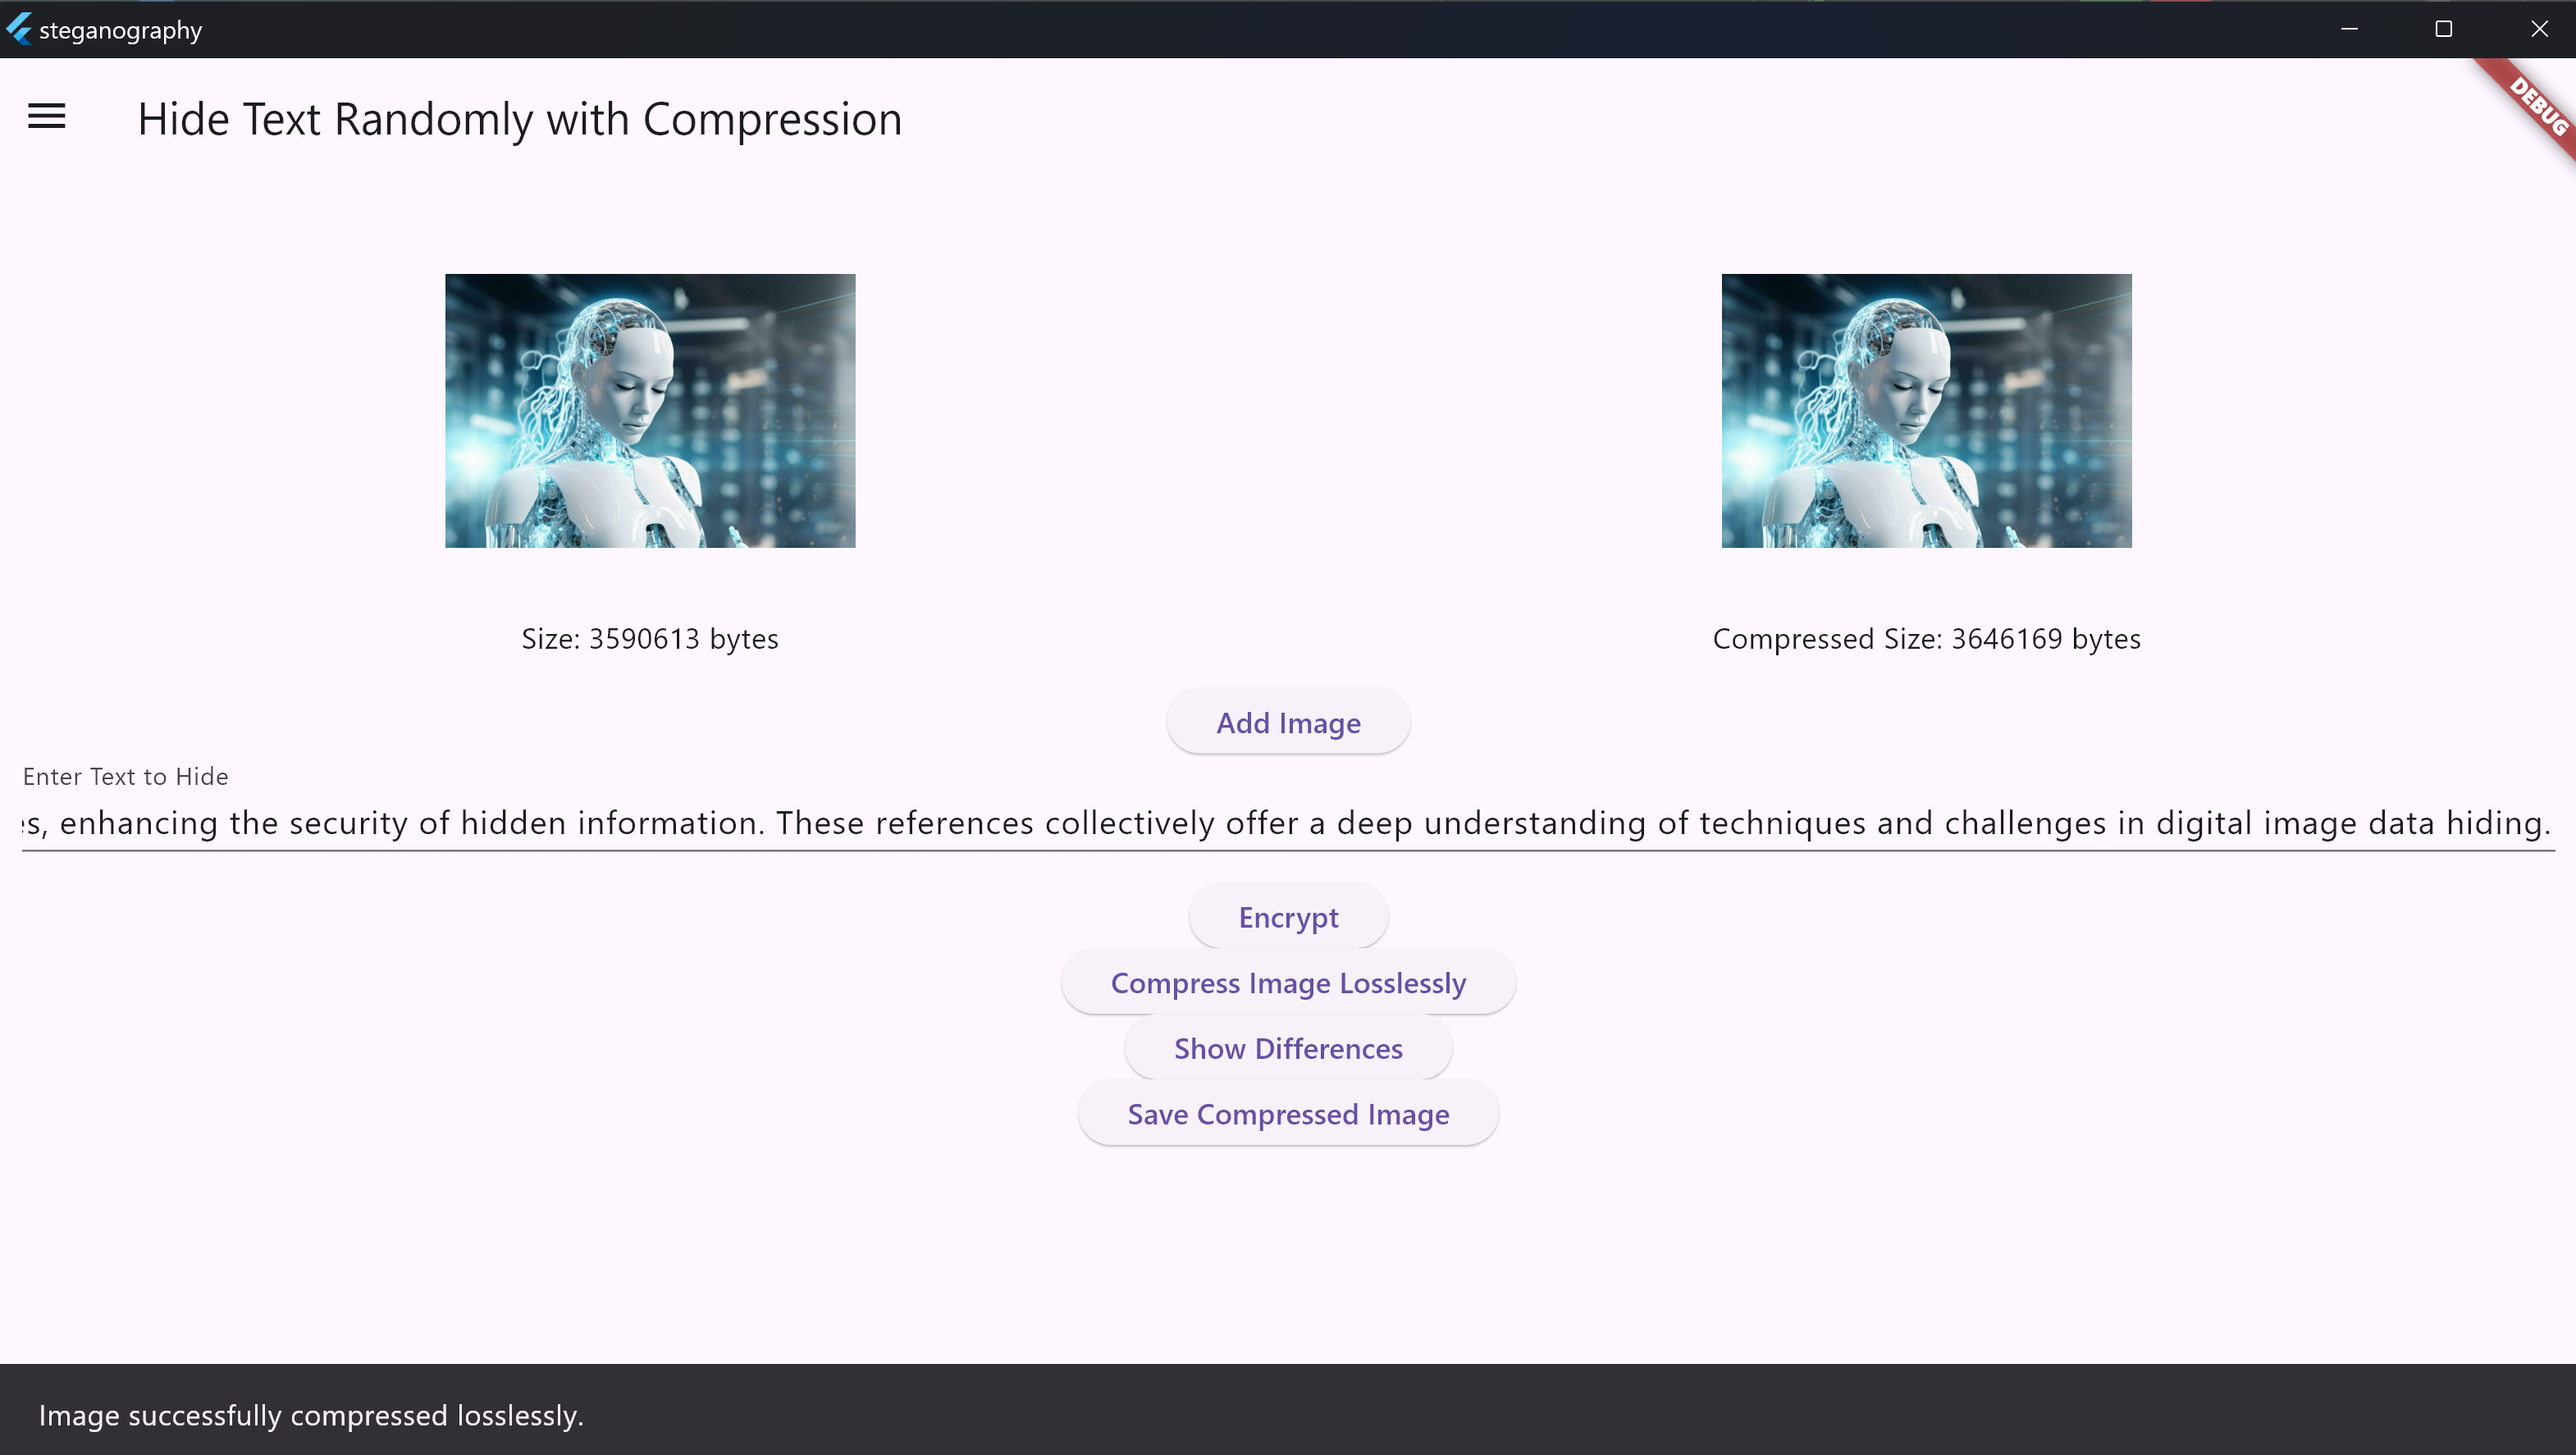 steganography
DEBUG
Hide Text Randomly with Compression
Size: 3590613 bytes
Compressed Size: 3646169 bytes
Add Image
Enter Text to Hide
s, enhancing the security of hidden information. These references collectively offer a deep understanding of techniques and challenges in digital image data hiding.
Encrypt
Compress Image Losslessly
Show Differences
Save Compressed Image
Image successfully compressed losslessly.